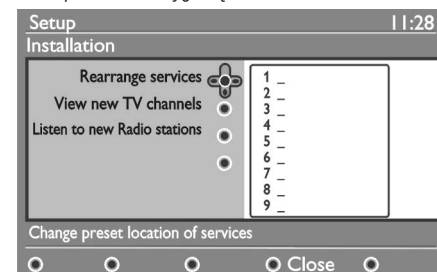 Setup 11:28
Installation
Rearrange services
View new TV channels
Listen to new Radio stations
1 _
2 _
3 _
4 _
5 _
6 _
7 _
8 _
9 _
Change preset location of services
Close